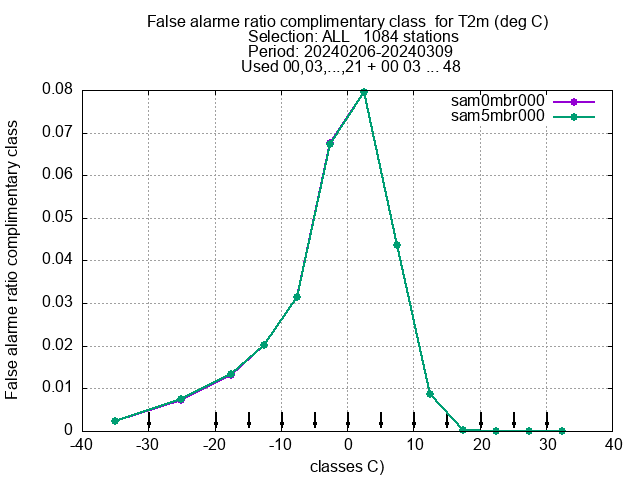 False alarme ratio complimentary class  for T2m (deg C)
Selection: ALL   1084 stations
Period: 20240206-20240309
Used 00,03,...,21 + 00 03 ... 48
sam0mbr000
sam5mbr000
False alarme ratio complimentary class
0.08
0.07
0.06
0.05
0.04
0.03
0.02
0.01
0
-40 -30 -20 -10 0 10 20 30 40
classes C)